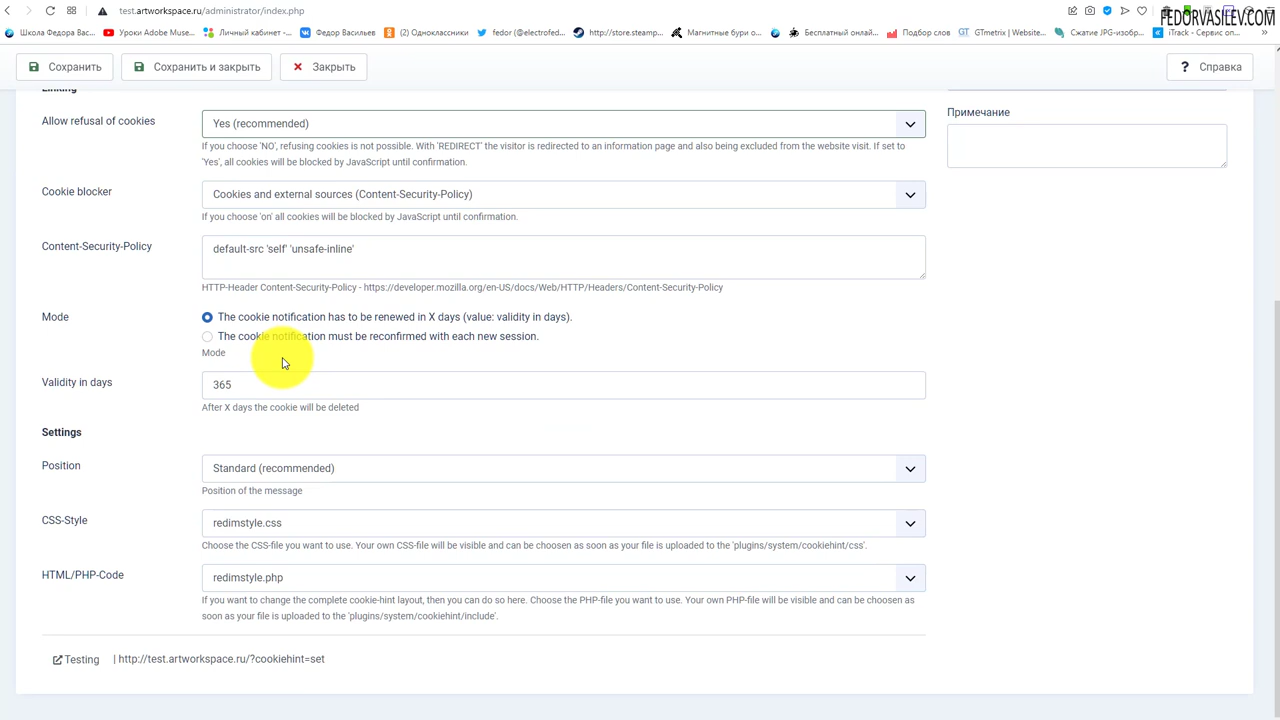 test.artworkspace.ru/administrator/index.php
FEDORVASILEV.COM
Школа Федора Вас...
Уроки Adobe Muse...
Личный кабинет -...
Федор Васильев
(2) Одноклассники
fedor (@electrofed...
http://store.steamp...
Магнитные бури о...
Бесплатный онлай...
Подбор слов
GTmetrix | Website...
Сжатие JPG-изобр...
iTrack - Сервис оп...
Сохранить
Сохранить и закрыть
Закрыть
? Справка
Linking
Allow refusal of cookies
Yes (recommended)
If you choose 'NO', refusing cookies is not possible. With 'REDIRECT' the visitor is redirected to an information page and also being excluded from the website visit. If set to
'Yes', all cookies will be blocked by JavaScript until confirmation.
Примечание
Cookie blocker
Cookies and external sources (Content-Security-Policy)
If you choose 'on' all cookies will be blocked by JavaScript until confirmation.
Content-Security-Policy
default-src 'self' 'unsafe-inline'
HTTP-Header Content-Security-Policy - https://developer.mozilla.org/en-US/docs/Web/HTTP/Headers/Content-Security-Policy
Mode
The cookie notification has to be renewed in X days (value: validity in days).
The cookie notification must be reconfirmed with each new session.
Mode
Validity in days
365
After X days the cookie will be deleted
Settings
Position
Standard (recommended)
Position of the message
CSS-Style
redimstyle.css
Choose the CSS-file you want to use. Your own CSS-file will be visible and can be choosen as soon as your file is uploaded to the 'plugins/system/cookiehint/css'.
HTML/PHP-Code
redimstyle.php
If you want to change the complete cookie-hint layout, then you can do so here. Choose the PHP-file you want to use. Your own PHP-file will be visible and can be choosen as
soon as your file is uploaded to the 'plugins/system/cookiehint/include'.
Testing | http://test.artworkspace.ru/?cookiehint=set